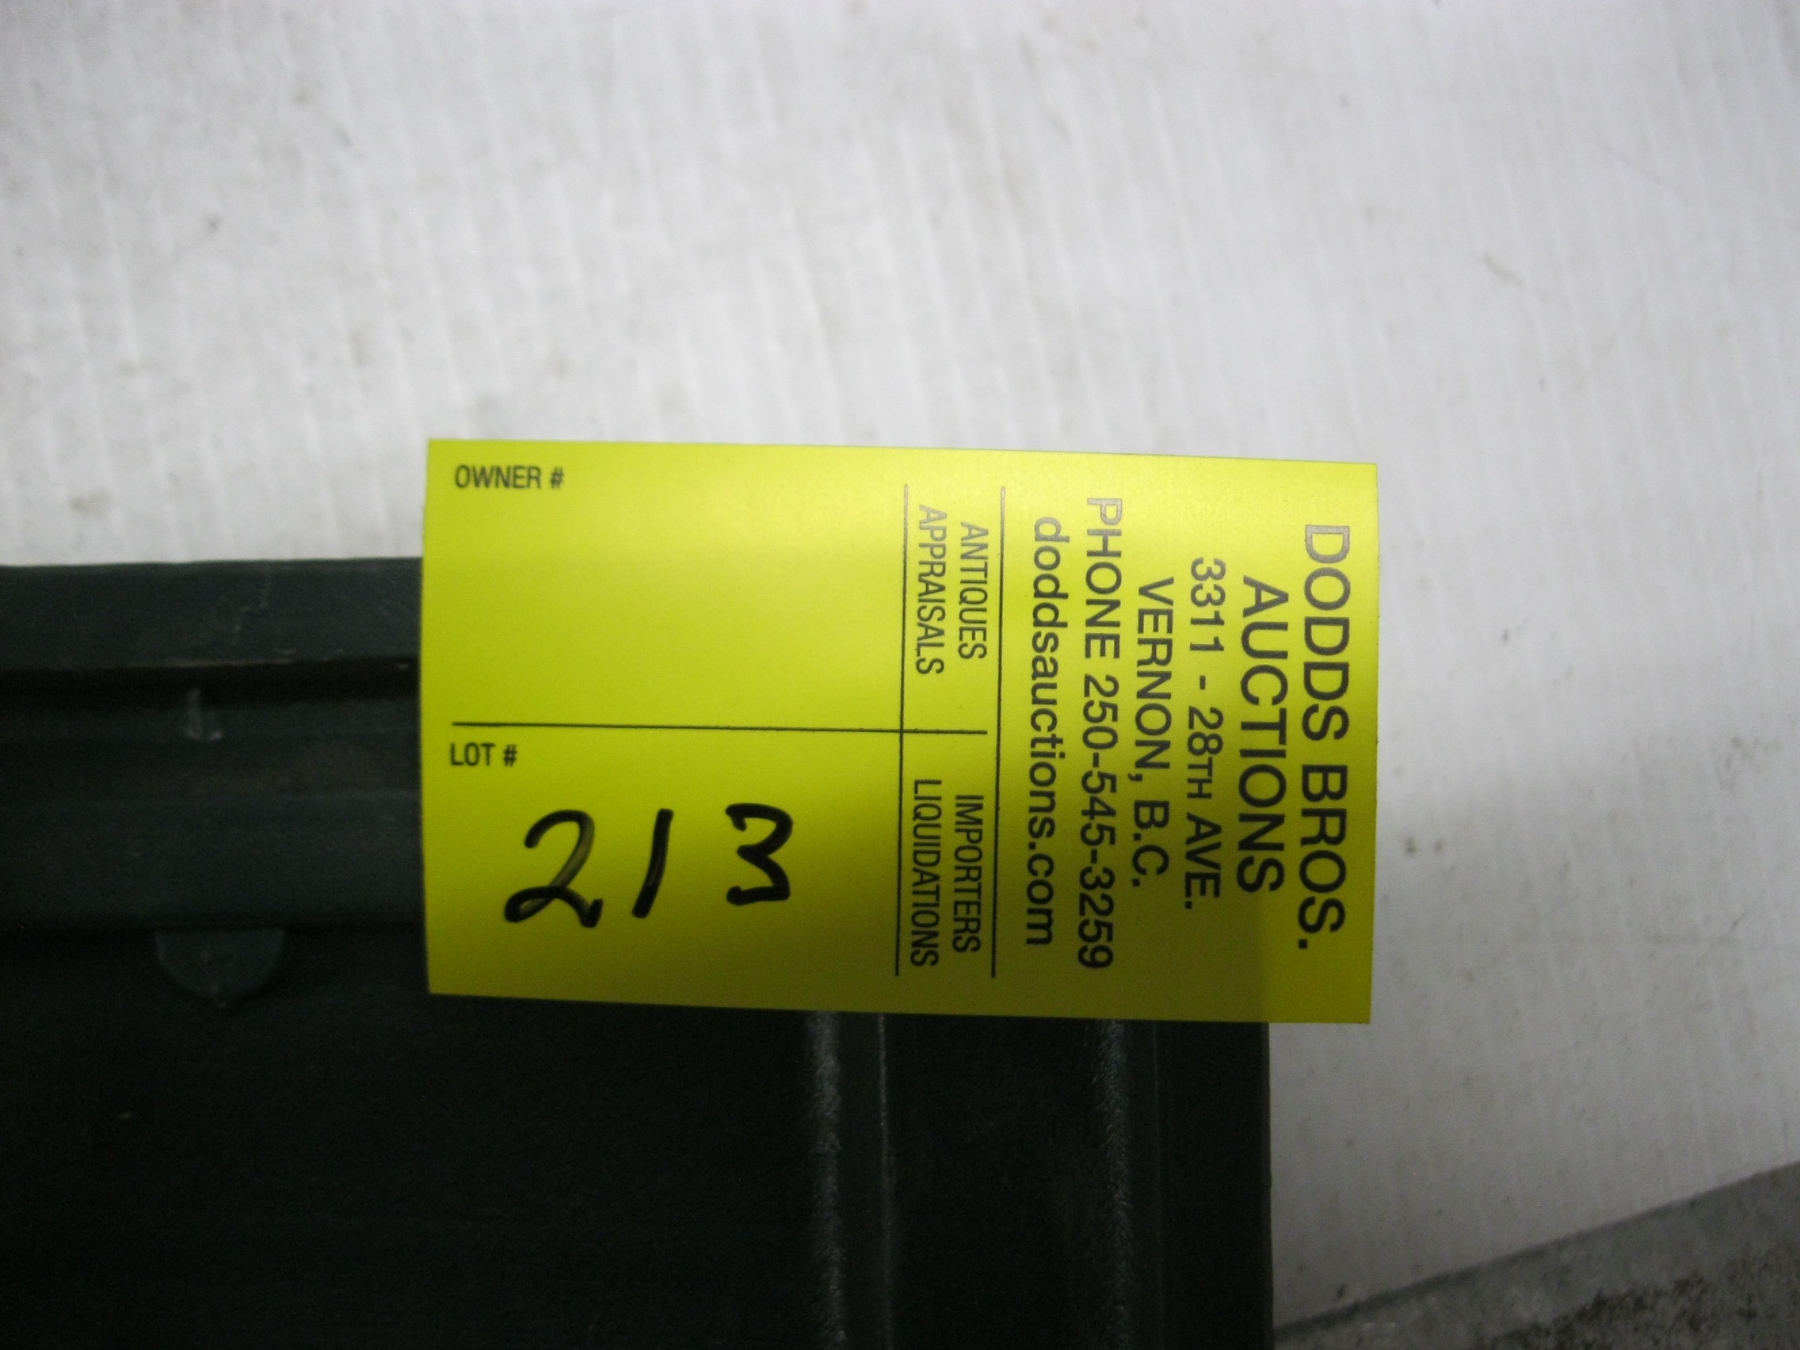 DODDS BROS.
AUCTIONS
3311 - 28TH AVE.
VERNON, B.C.
PHONE 250-545-3259
doddsauctions.com
ANTIQUES
APPRAISALS
IMPORTERS
LIQUIDATIONS
OWNER #
LOT #
213